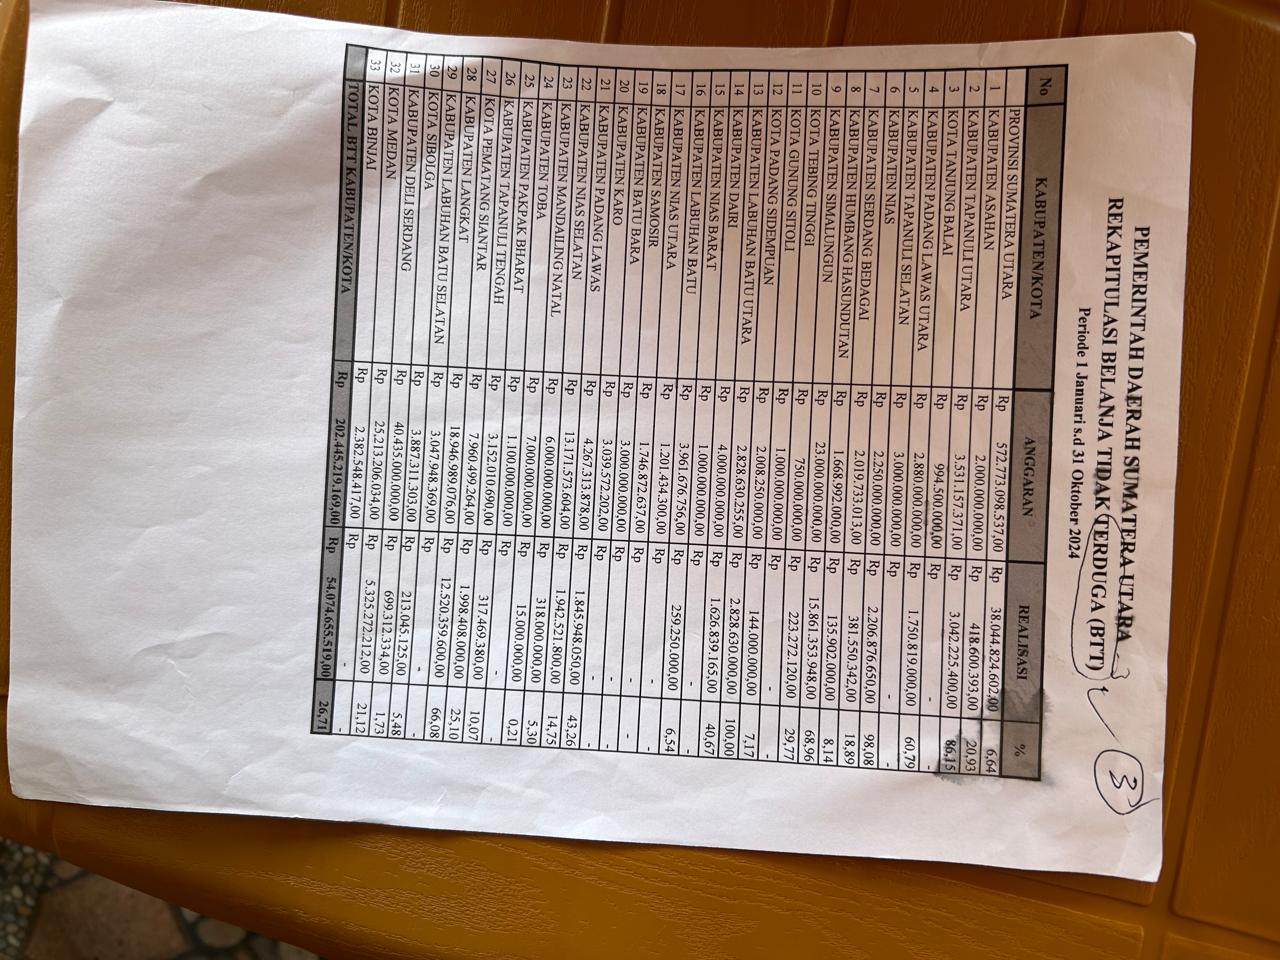 3
PEMERINTAH DAERAH SUMATERA UTARA
REKAPITULASI BELANJA TIDAK TERDUGA (BTT)
Periode 1 Januari s.d 31 Oktober 2024
No KABUPATEN/KOTA ANGGARAN REALISASI %
PROVINSI SUMATERA UTARA Rp 572.773.098.537,00 Rp 38.044.824.602,00 6,64
1 KABUPATEN ASAHAN Rp 2.000.000.000,00 Rp 418.600.393,00 20,93
2 KABUPATEN TAPANULI UTARA Rp 3.531.157.371,00 Rp 3.042.225.400,00 86,15
3 KOTA TANJUNG BALAI Rp 994.500.000,00 Rp - -
4 KABUPATEN PADANG LAWAS UTARA Rp 2.880.000.000,00 Rp 1.750.819.000,00 60,79
5 KABUPATEN TAPANULI SELATAN Rp 3.000.000.000,00 Rp - -
6 KABUPATEN NIAS Rp 2.250.000.000,00 Rp 2.206.876.650,00 98,08
7 KABUPATEN SERDANG BEDAGAI Rp 2.019.733.013,00 Rp 381.550.342,00 18,89
8 KABUPATEN HUMBANG HASUNDUTAN Rp 1.668.992.000,00 Rp 135.902.000,00 8,14
9 KABUPATEN SIMALUNGUN Rp 23.000.000.000,00 Rp 15.861.353.948,00 68,96
10 KOTA TEBING TINGGI Rp 750.000.000,00 Rp 223.272.120,00 29,77
11 KOTA GUNUNG SITOLI Rp 1.000.000.000,00 Rp - -
12 KOTA PADANG SIDEMPUAN Rp 2.008.250.000,00 Rp 144.000.000,00 7,17
13 KABUPATEN LABUHAN BATU UTARA Rp 2.828.630.255,00 Rp 2.828.630.000,00 100,00
14 KABUPATEN DAIRI Rp 4.000.000.000,00 Rp 1.626.839.165,00 40,67
15 KABUPATEN NIAS BARAT Rp 1.000.000.000,00 Rp - -
16 KABUPATEN LABUHAN BATU Rp 3.961.676.756,00 Rp 259.250.000,00 6,54
17 KABUPATEN NIAS UTARA Rp 1.201.434.300,00 Rp - -
18 KABUPATEN SAMOSIR Rp 1.746.872.637,00 Rp - -
19 KABUPATEN BATU BARA Rp 3.000.000.000,00 Rp - -
20 KABUPATEN KARO Rp 3.039.572.202,00 Rp - -
21 KABUPATEN PADANG LAWAS Rp 4.267.313.878,00 Rp 1.845.948.050,00 43,26
22 KABUPATEN NIAS SELATAN Rp 13.171.573.604,00 Rp 1.942.521.800,00 14,75
23 KABUPATEN MANDAILING NATAL Rp 6.000.000.000,00 Rp 318.000.000,00 5,30
24 KABUPATEN TOBA Rp 7.000.000.000,00 Rp 15.000.000,00 0,21
25 KABUPATEN PAKPAK BHARAT Rp 1.100.000.000,00 Rp - -
26 KABUPATEN TAPANULI TENGAH Rp 3.152.010.690,00 Rp 317.469.380,00 10,07
27 KOTA PEMATANG SIANTAR Rp 7.960.499.264,00 Rp 1.998.408.000,00 25,10
28 KABUPATEN LANGKAT Rp 18.946.989.076,00 Rp 12.520.359.600,00 66,08
29 KABUPATEN LABUHAN BATU SELATAN Rp 3.047.948.369,00 Rp - -
30 KOTA SIBOLGA Rp 3.887.311.303,00 Rp 213.045.125,00 5,48
31 KABUPATEN DELI SERDANG Rp 40.435.000.000,00 Rp 699.312.334,00 1,73
32 KOTA MEDAN Rp 25.213.206.034,00 Rp 5.325.272.212,00 21,12
33 KOTA BINJAI Rp 2.382.548.417,00 Rp - -
TOTAL BTT KABUPATEN/KOTA Rp 202.445.219.169,00 Rp 54.074.655.519,00 26,71